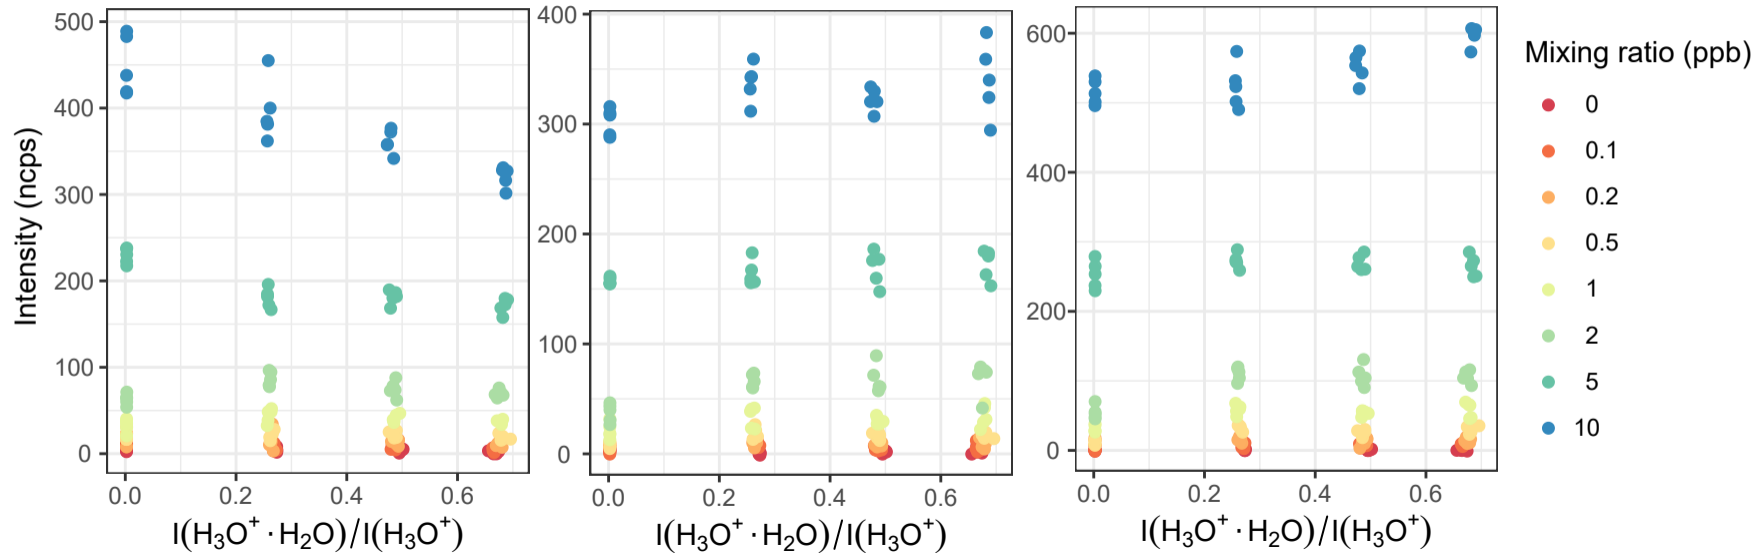 Intensity (ncps)
500
400
300
200
100
0
0.0 0.2 0.4 0.6
I(H₃O⁺·H₂O)/I(H₃O⁺)
400
300
200
100
0
0.0 0.2 0.4 0.6
I(H₃O⁺·H₂O)/I(H₃O⁺)
600
400
200
0
0.0 0.2 0.4 0.6
I(H₃O⁺·H₂O)/I(H₃O⁺)
Mixing ratio (ppb)
0
0.1
0.2
0.5
1
2
5
10